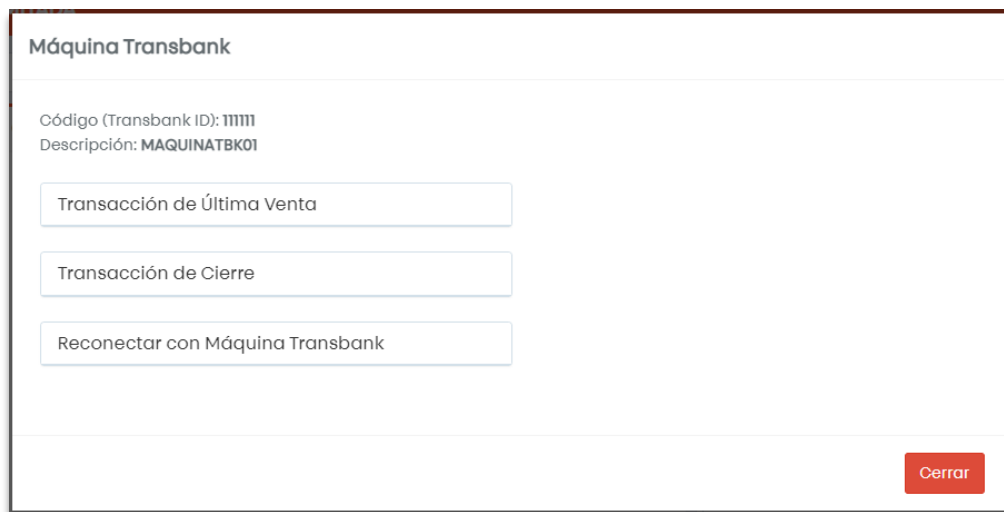 Máquina Transbank
Código (Transbank ID): 111111
Descripción: MAQUINATBK01
Transacción de Última Venta
Transacción de Cierre
Reconectar con Máquina Transbank
Cerrar